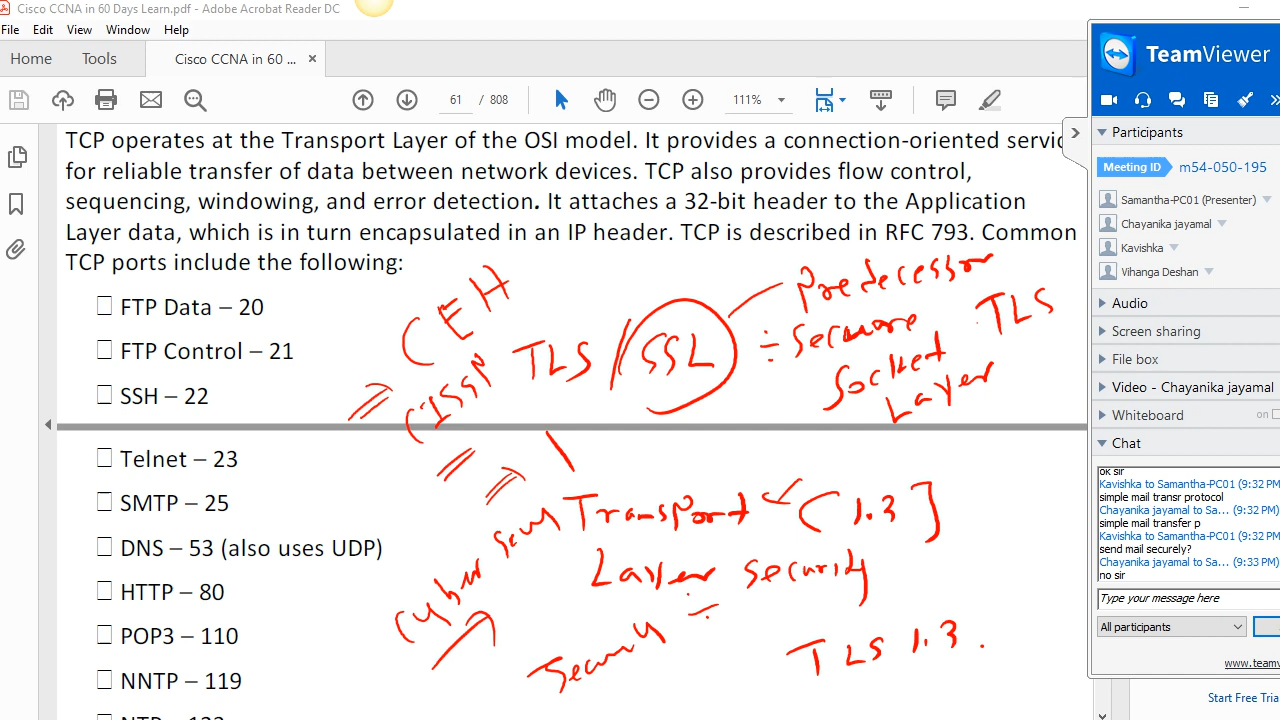 Cisco CCNA in 60 Days Learn.pdf - Adobe Acrobat Reader DC
File Edit View Window Help
Home Tools Cisco CCNA in 60 ... ×
61 / 808 111%
TCP operates at the Transport Layer of the OSI model. It provides a connection-oriented servic
for reliable transfer of data between network devices. TCP also provides flow control,
sequencing, windowing, and error detection. It attaches a 32-bit header to the Application
Layer data, which is in turn encapsulated in an IP header. TCP is described in RFC 793. Common
TCP ports include the following:
FTP Data – 20
FTP Control – 21
SSH – 22
Telnet – 23
SMTP – 25
DNS – 53 (also uses UDP)
HTTP – 80
POP3 – 110
NNTP – 119
CEH
CISSP
TLS / SSL
Predecessor
Secure
Socket
Layer
TLS
Transport (1.3]
Layer security
Cyber
TLS 1.3.
TeamViewer
Participants
Meeting ID m54-050-195
Samantha-PC01 (Presenter)
Chayanika jayamal
Kavishka
Vihanga Deshan
Audio
Screen sharing
File box
Video - Chayanika jayamal
Whiteboard on
Chat
ok sir
Kavishka to Samantha-PC01 (9:32 PM
simple mail transr protocol
Chayanika jayamal to Sa... (9:32 PM)
simple mail transfer p
Kavishka to Samantha-PC01 (9:32 PM
send mail securely?
Chayanika jayamal to Sa... (9:33 PM)
no sir
Type your message here
All participants
www.teamv
Start Free Tria